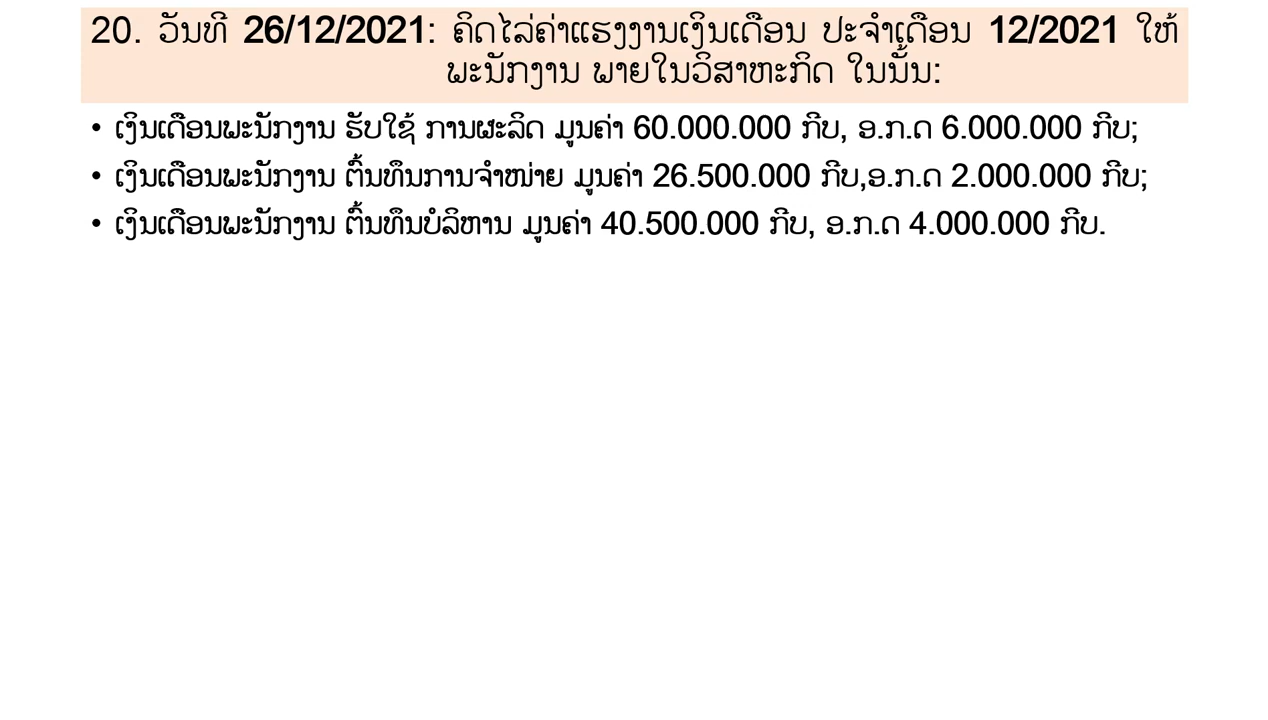 20. ວັນທີ 26/12/2021: ຄິດໄລ່ຄ່າແຮງງານເງິນເດືອນ ປະຈຳເດືອນ 12/2021 ໃຫ້
ພະນັກງານ ພາຍໃນວິສາຫະກິດ ໃນນັ້ນ:
• ເງິນເດືອນພະນັກງານ ຮັບໃຊ້ ການຜະລິດ ມູນຄ່າ 60.000.000 ກີບ, ອ.ກ.ດ 6.000.000 ກີບ;
• ເງິນເດືອນພະນັກງານ ຕົ້ນທຶນການຈຳໜ່າຍ ມູນຄ່າ 26.500.000 ກີບ,ອ.ກ.ດ 2.000.000 ກີບ;
• ເງິນເດືອນພະນັກງານ ຕົ້ນທຶນບໍລິຫານ ມູນຄ່າ 40.500.000 ກີບ, ອ.ກ.ດ 4.000.000 ກີບ.